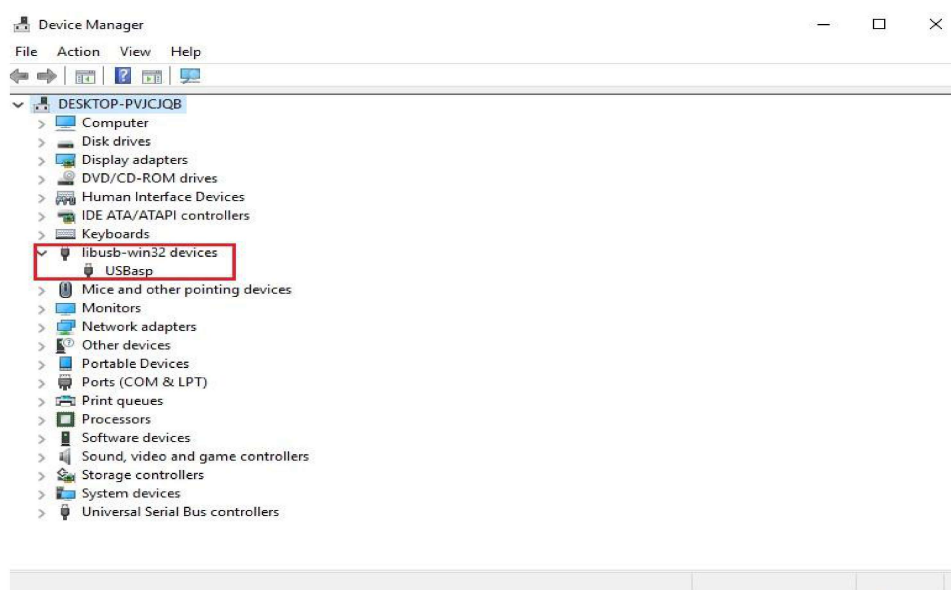 Device Manager
File Action View Help
DESKTOP-PVJCJQB
Computer
Disk drives
Display adapters
DVD/CD-ROM drives
Human Interface Devices
IDE ATA/ATAPI controllers
Keyboards
libusb-win32 devices
USBasp
Mice and other pointing devices
Monitors
Network adapters
Other devices
Portable Devices
Ports (COM & LPT)
Print queues
Processors
Software devices
Sound, video and game controllers
Storage controllers
System devices
Universal Serial Bus controllers